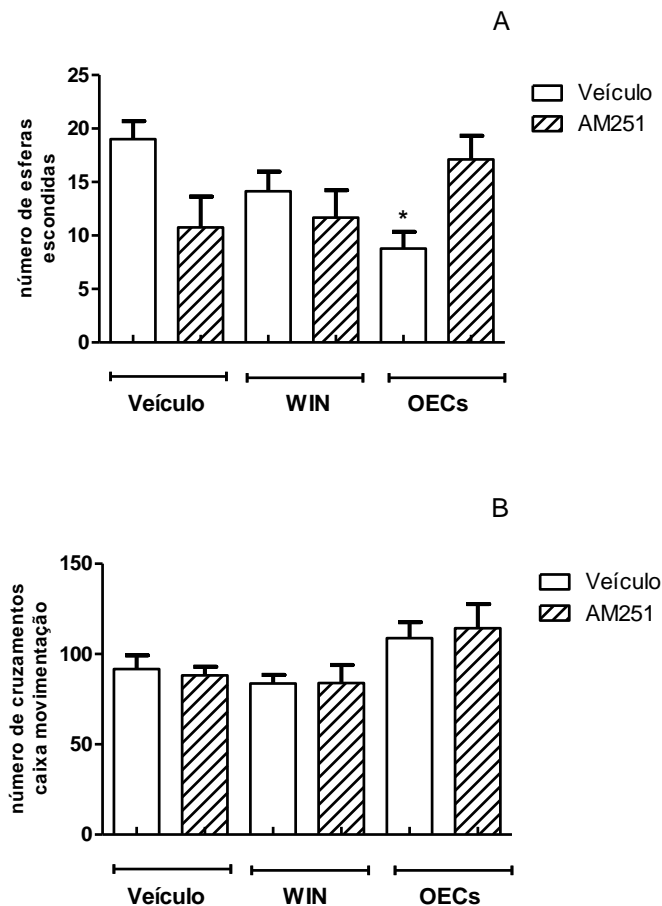 A
número de esferas
escondidas
25
20
15
10
5
0
*
Veículo
AM251
Veículo
WIN
OECs
B
número de cruzamentos
caixa movimentação
150
100
50
0
Veículo
AM251
Veículo
WIN
OECs